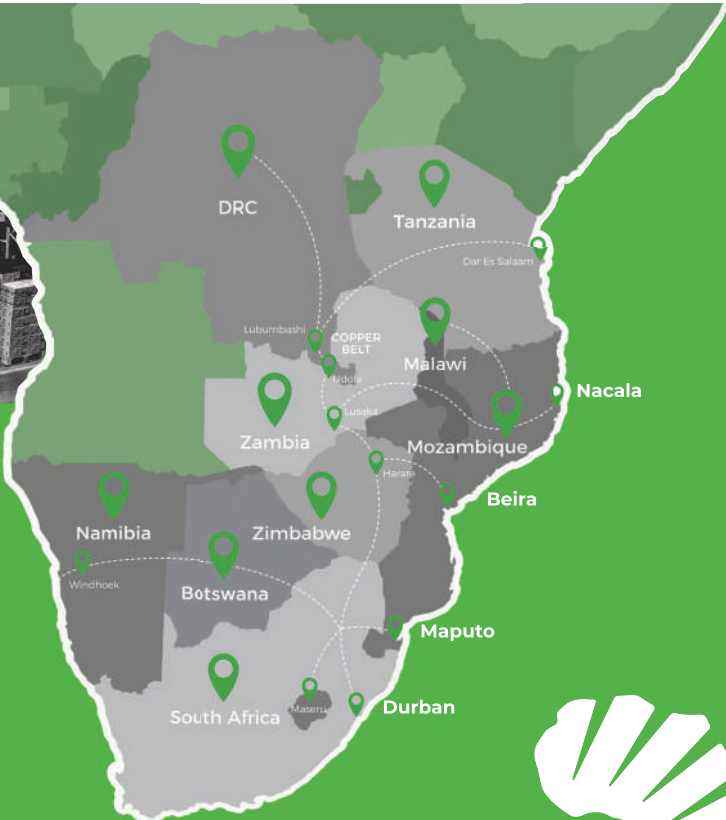 DRC
Tanzania
Dar Es Salaam
Lubumbashi
COPPER
BELT
Malawi
Ndola
Nacala
Lusaka
Zambia
Mozambique
Harare
Beira
Namibia
Zimbabwe
Windhoek
Botswana
Maputo
Maseru
Durban
South Africa